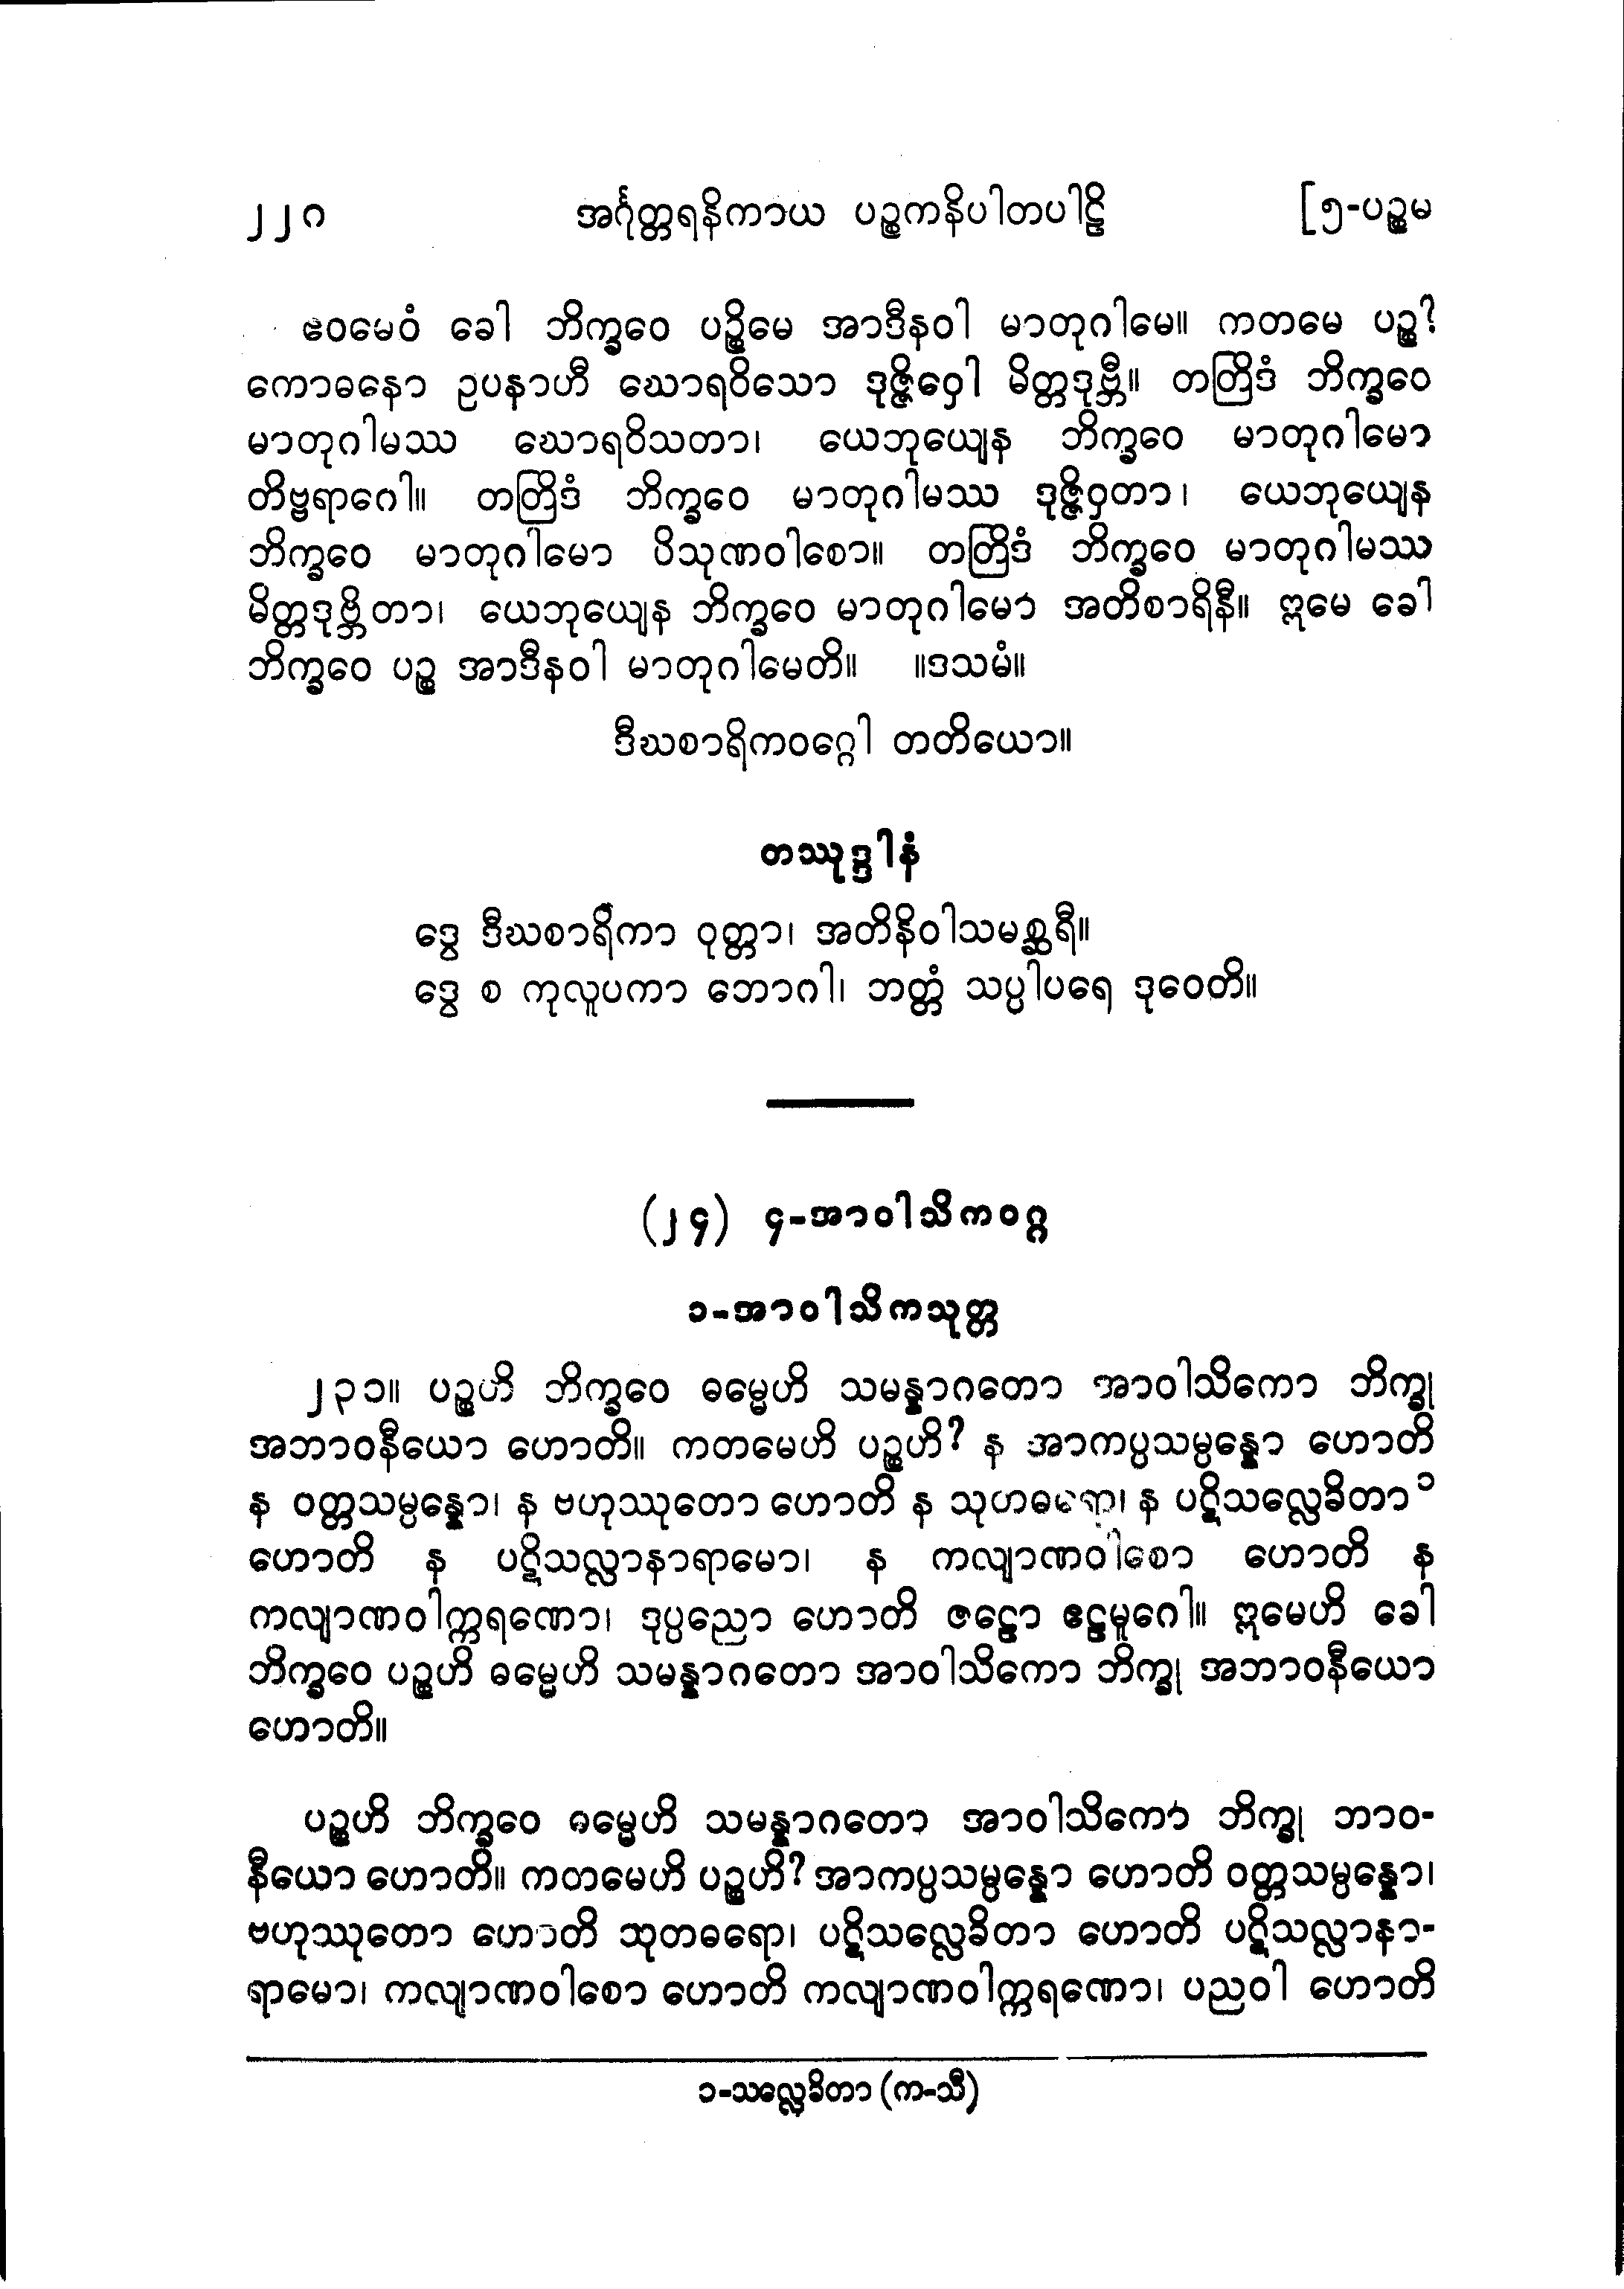 ၂၂၀ အင်္ဂုတ္တရနိကာယ ပဉ္စကနိပါတပါဠိ [၅-ပဉ္စမ
ဧဝမေဝံ ခေါ ဘိက္ခဝေ ပဉ္စိမေ အာဒီနဝါ မာတုဂါမေ။ ကတမေ ပဉ္စ?
ကောဓနော ဥပနာဟီ ဃောရဝိသော ဒုဇ္ဇိဝှေါ မိတ္တဒုဗ္ဘီ။ တတြိဒံ ဘိက္ခဝေ
မာတုဂါမဿ ဃောရဝိသတာ၊ ယေဘုယျေန ဘိက္ခဝေ မာတုဂါမော
တိဗ္ဗရာဂေါ။ တတြိဒံ ဘိက္ခဝေ မာတုဂါမဿ ဒုဇ္ဇိဝှတာ၊ ယေဘုယျေန
ဘိက္ခဝေ မာတုဂါမော ပိသုဏဝါစော။ တတြိဒံ ဘိက္ခဝေ မာတုဂါမဿ
မိတ္တဒုဗ္ဘိတာ၊ ယေဘုယျေန ဘိက္ခဝေ မာတုဂါမော အတိစာရိနီ။ ဣမေ ခေါ
ဘိက္ခဝေ ပဉ္စ အာဒီနဝါ မာတုဂါမေတိ။ ။ဒသမံ။
ဒီဃစာရိကဝဂ္ဂေါ တတိယော။
တဿုဒ္ဒါနံ
ဒွေ ဒီဃစာရိကာ ဝုတ္တာ၊ အတိနိဝါသမစ္ဆရီ။
ဒွေ စ ကုလူပကာ ဘောဂါ၊ ဘတ္တံ သပ္ပါပရေ ဒုဝေတိ။
(၂၄) ၄-အာဝါသိကဝဂ္ဂ
၁-အာဝါသိကသုတ္တ
၂၃၁။ ပဉ္စဟိ ဘိက္ခဝေ ဓမ္မေဟိ သမန္နာဂတော အာဝါသိကော ဘိက္ခု
အဘာဝနီယော ဟောတိ။ ကတမေဟိ ပဉ္စဟိ? န အာကပ္ပသမ္ပန္နော ဟောတိ
န ဝတ္တသမ္ပန္နော၊ န ဗဟုဿုတော ဟောတိ န သုတဓရော၊ န ပဋိသလ္လေခိတာ၁
ဟောတိ န ပဋိသလ္လာနာရာမော၊ န ကလျာဏဝါစော ဟောတိ န
ကလျာဏဝါက္ကရဏော၊ ဒုပ္ပညော ဟောတိ ဇဠော ဧဠမူဂေါ။ ဣမေဟိ ခေါ
ဘိက္ခဝေ ပဉ္စဟိ ဓမ္မေဟိ သမန္နာဂတော အာဝါသိကော ဘိက္ခု အဘာဝနီယော
ဟောတိ။
ပဉ္စဟိ ဘိက္ခဝေ ဓမ္မေဟိ သမန္နာဂတော အာဝါသိကော ဘိက္ခု ဘာဝ-
နီယော ဟောတိ။ ကတမေဟိ ပဉ္စဟိ? အာကပ္ပသမ္ပန္နော ဟောတိ ဝတ္တသမ္ပန္နော၊
ဗဟုဿုတော ဟောတိ သုတဓရော၊ ပဋိသလ္လေခိတာ ဟောတိ ပဋိသလ္လာနာ-
ရာမော၊ ကလျာဏဝါစော ဟောတိ ကလျာဏဝါက္ကရဏော၊ ပညဝါ ဟောတိ
၁-သလ္လေခိတာ (က-သီ)